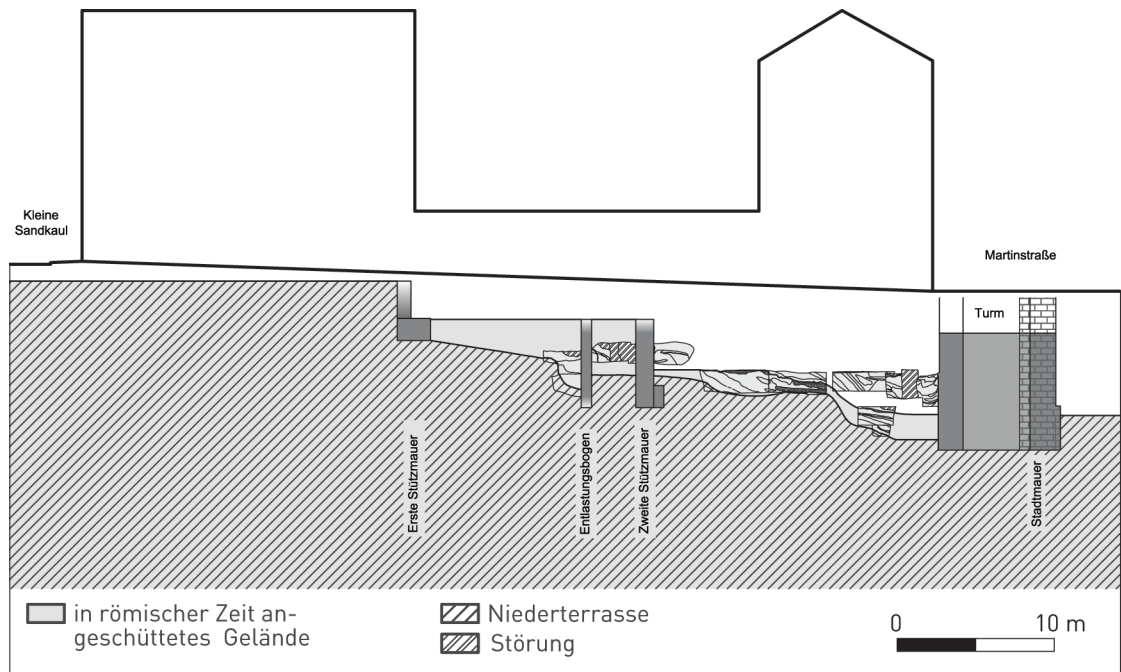 Kleine
Sandkaul
Martinstraße
Turm
Erste Stützmauer
Entlastungsbogen
Zweite Stützmauer
Stadtmauer
in römischer Zeit an-
geschüttetes Gelände
Niederterrasse
Störung
0 10 m